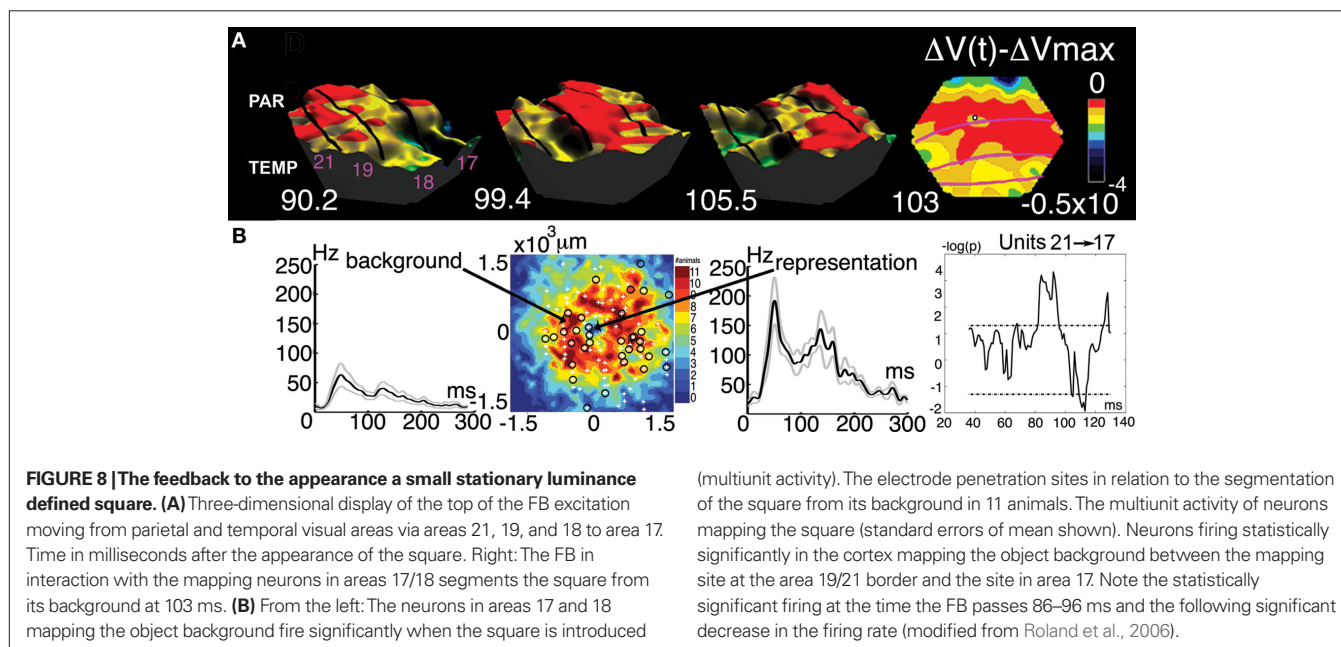 A
D
ΔV(t)-ΔVmax
0
PAR
TEMP
21
19
18
17
90.2
99.4
105.5
103
-0.5x10-4
B
Hz
background
x10³ μm
Hz
representation
-log(p)
Units 21→17
250
200
150
100
50
ms
0 100 200 300
1.5
0
-1.5
-1.5 0 1.5
#animals
11
10
9
8
7
6
5
4
3
2
1
0
250
200
150
100
50
ms
0 100 200 300
4
3
2
1
0
-1
-2
ms
20 40 60 80 100 120 140
FIGURE 8 | The feedback to the appearance a small stationary luminance
defined square. (A) Three-dimensional display of the top of the FB excitation
moving from parietal and temporal visual areas via areas 21, 19, and 18 to area 17.
Time in milliseconds after the appearance of the square. Right: The FB in
interaction with the mapping neurons in areas 17/18 segments the square from
its background at 103 ms. (B) From the left: The neurons in areas 17 and 18
mapping the object background fire significantly when the square is introduced
(multiunit activity). The electrode penetration sites in relation to the segmentation
of the square from its background in 11 animals. The multiunit activity of neurons
mapping the square (standard errors of mean shown). Neurons firing statistically
significantly in the cortex mapping the object background between the mapping
site at the area 19/21 border and the site in area 17. Note the statistically
significant firing at the time the FB passes 86–96 ms and the following significant
decrease in the firing rate (modified from Roland et al., 2006).